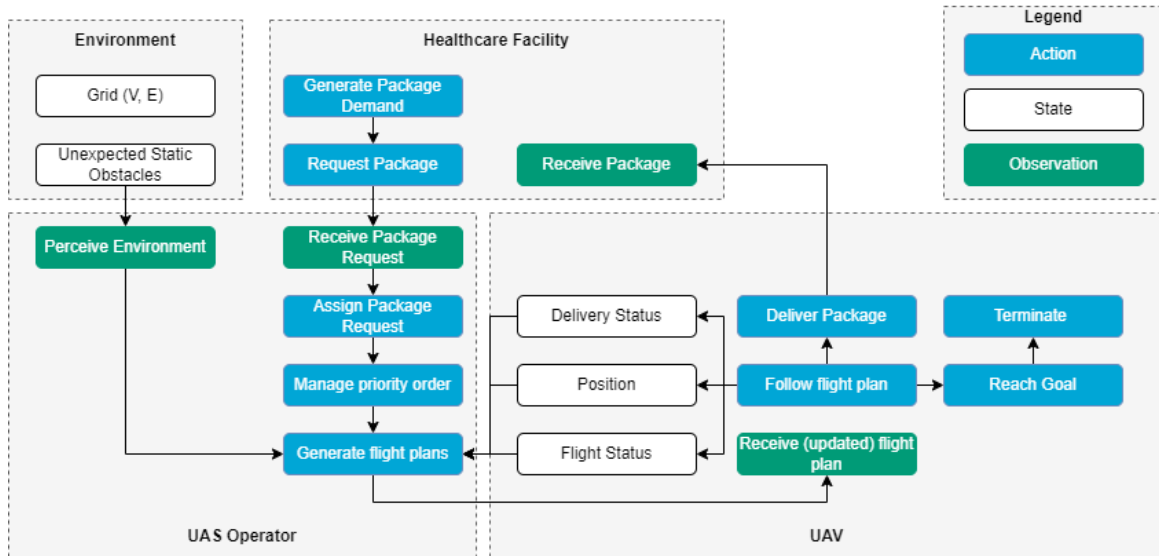 Environment
Grid (V, E)
Unexpected Static
Obstacles
Healthcare Facility
Generate Package
Demand
Request Package
Receive Package
Legend
Action
State
Observation
Perceive Environment
Receive Package
Request
Assign Package
Request
Manage priority order
Generate flight plans
UAS Operator
Delivery Status
Position
Flight Status
Deliver Package
Terminate
Follow flight plan
Reach Goal
Receive (updated) flight
plan
UAV